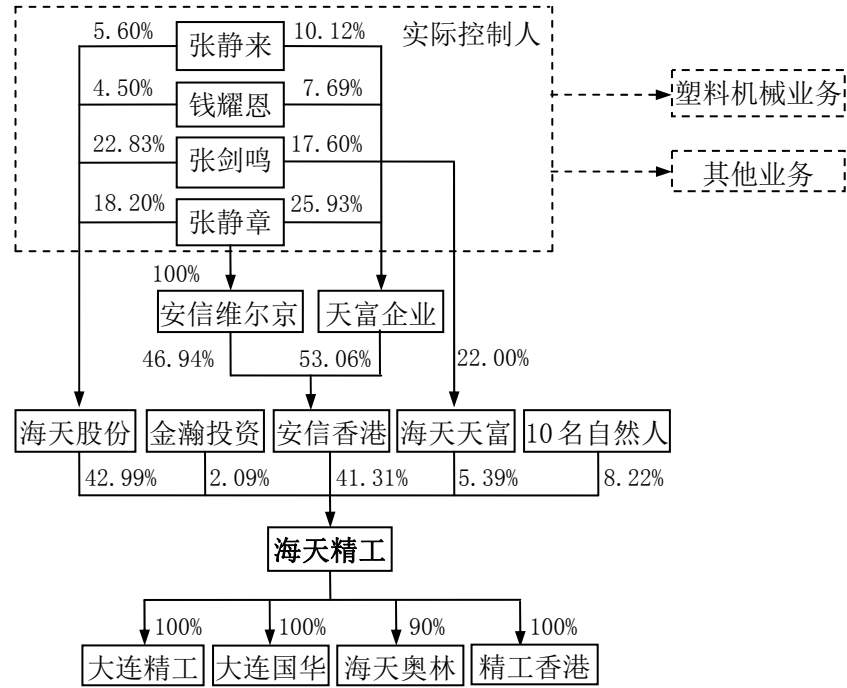 5.60%
张静来
10.12%
实际控制人
4.50%
钱耀恩
7.69%
塑料机械业务
22.83%
张剑鸣
17.60%
其他业务
18.20%
张静章
25.93%
100%
安信维尔京
天富企业
46.94%
53.06%
22.00%
海天股份
金瀚投资
安信香港
海天天富
10名自然人
42.99%
2.09%
41.31%
5.39%
8.22%
海天精工
100%
100%
90%
100%
大连精工
大连国华
海天奥林
精工香港